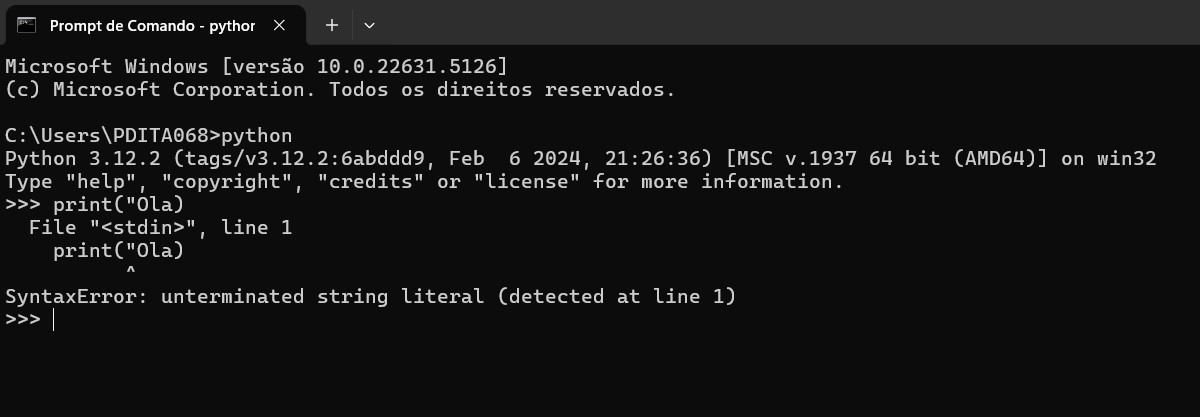 Prompt de Comando - python
Microsoft Windows [versão 10.0.22631.5126]
(c) Microsoft Corporation. Todos os direitos reservados.
C:\Users\PDITA068>python
Python 3.12.2 (tags/v3.12.2:6abddd9, Feb  6 2024, 21:26:36) [MSC v.1937 64 bit (AMD64)] on win32
Type "help", "copyright", "credits" or "license" for more information.
>>> print("Ola)
  File "<stdin>", line 1
    print("Ola)
          ^
SyntaxError: unterminated string literal (detected at line 1)
>>>